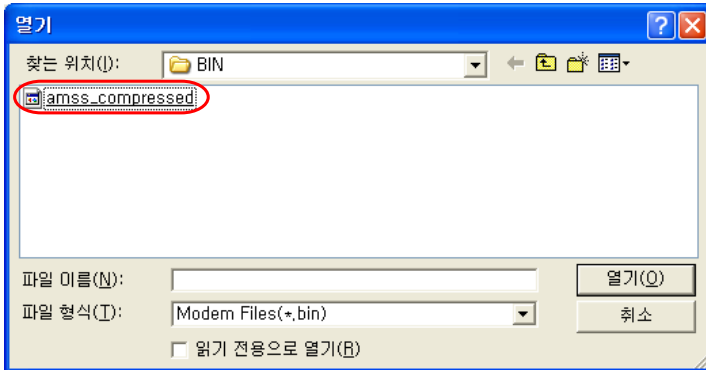 열기
찾는 위치(I): BIN
amss_compressed
파일 이름(N): 열기(O)
파일 형식(T): Modem Files(*.bin) 취소
읽기 전용으로 열기(R)